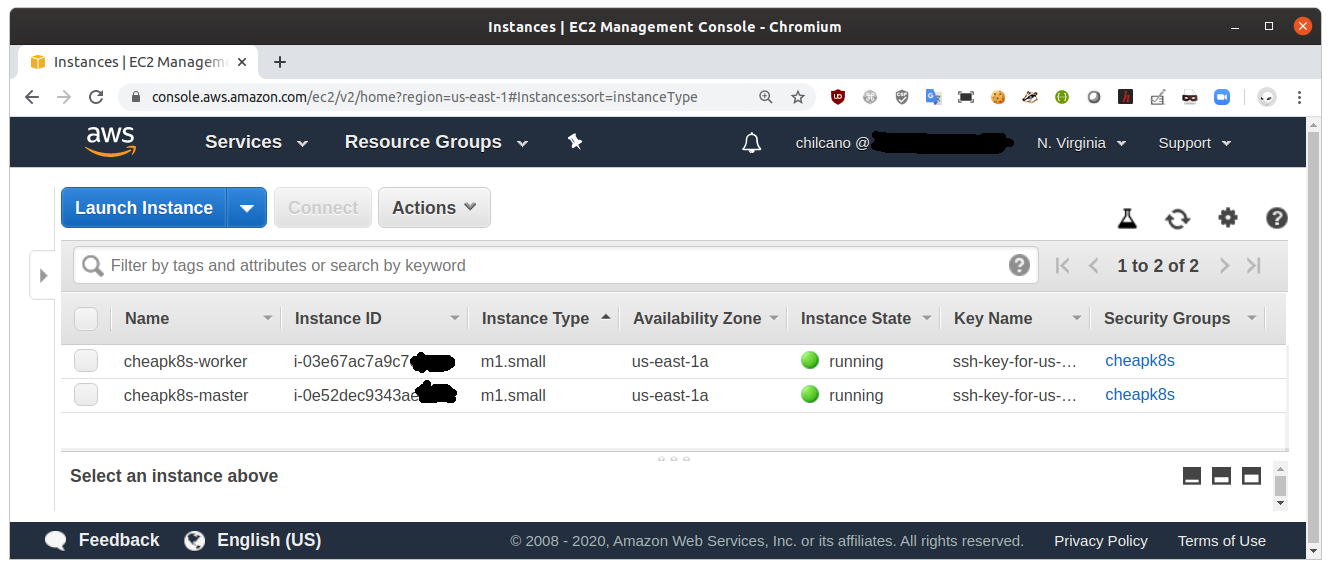 Instances | EC2 Management Console - Chromium
Instances | EC2 Managem
console.aws.amazon.com/ec2/v2/home?region=us-east-1#Instances:sort=instanceType
aws Services Resource Groups chilcano @ N. Virginia Support
Launch Instance Connect Actions
Filter by tags and attributes or search by keyword 1 to 2 of 2
Name Instance ID Instance Type Availability Zone Instance State Key Name Security Groups
cheapk8s-worker i-03e67ac7a9c7 m1.small us-east-1a running ssh-key-for-us-... cheapk8s
cheapk8s-master i-0e52dec9343ae m1.small us-east-1a running ssh-key-for-us-... cheapk8s
Select an instance above
Feedback English (US) © 2008 - 2020, Amazon Web Services, Inc. or its affiliates. All rights reserved. Privacy Policy Terms of Use